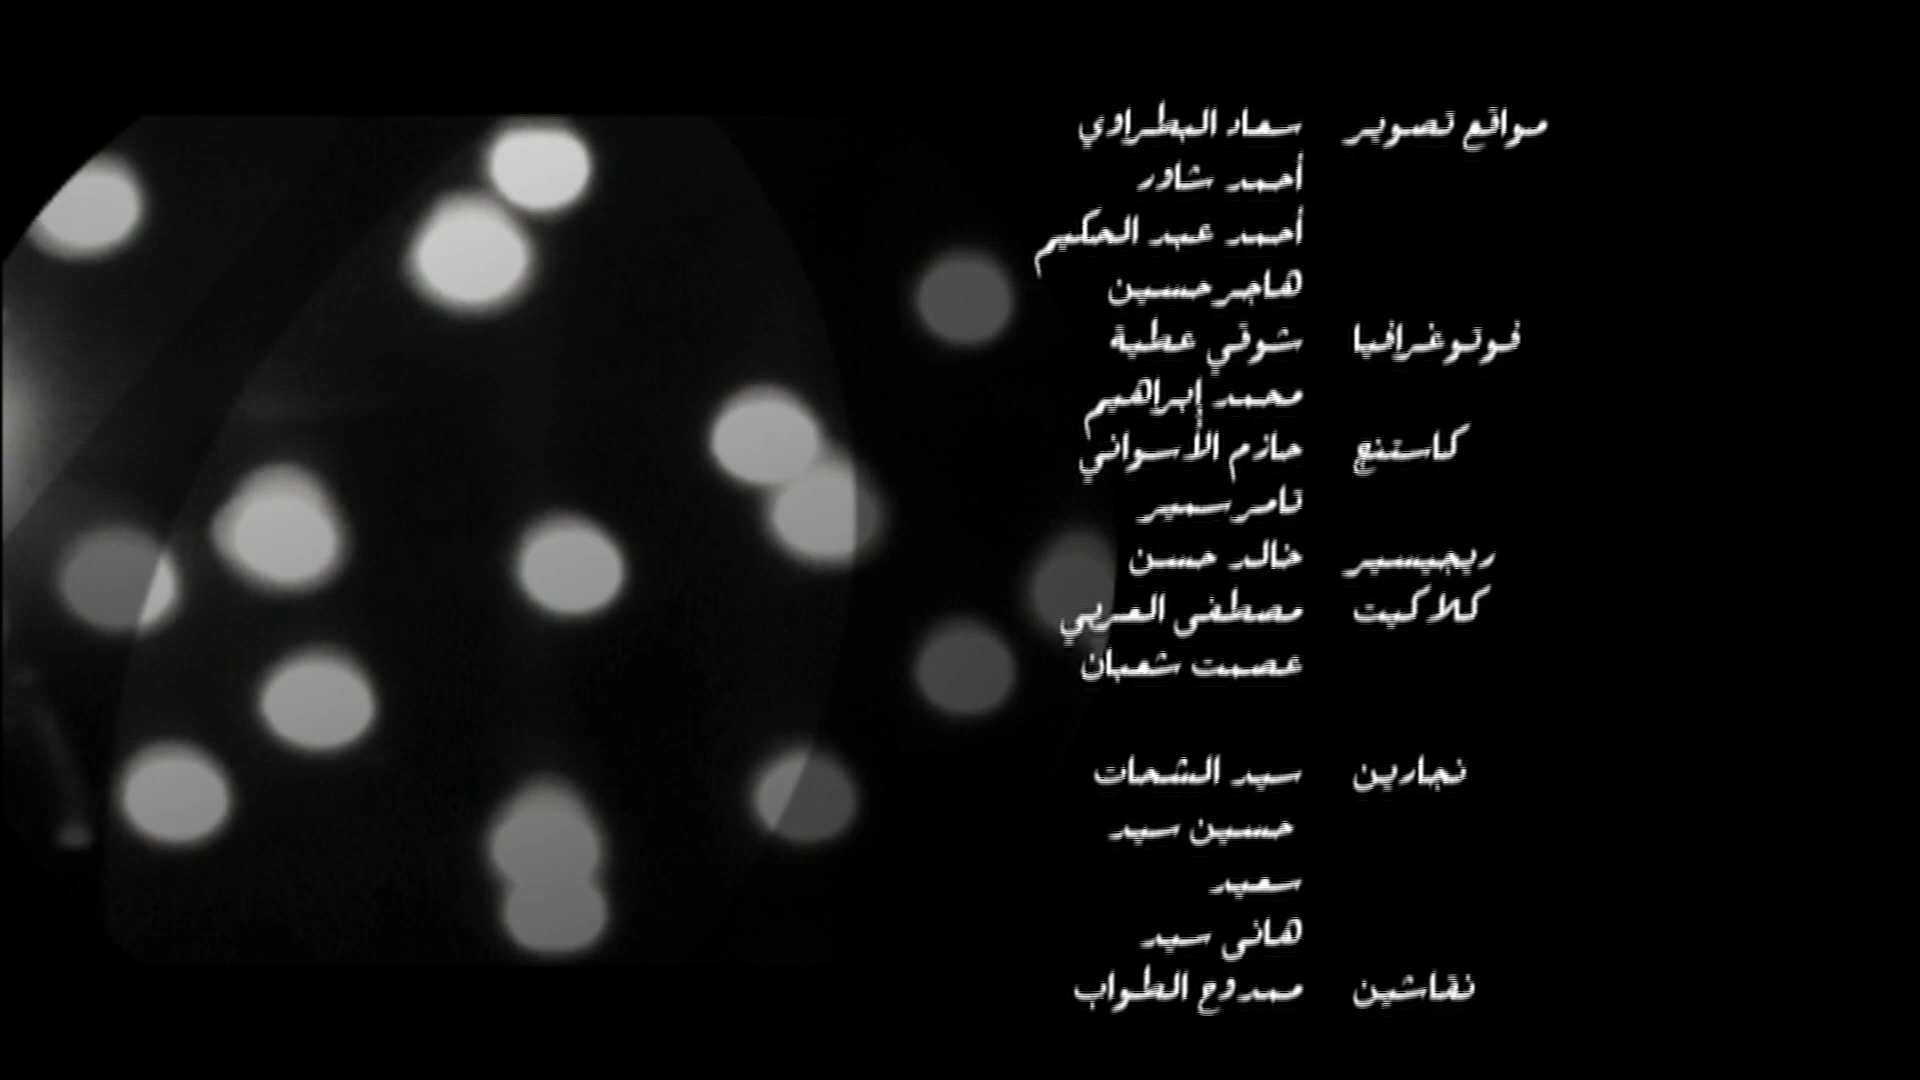 مواقع تصوير سعاد البطراوي
أحمد شاور
أحمد عبد الحكيم
هاجر حسين
فوتوغرافيا شوقي عطية
محمد إبراهيم
كاستنج حازم الأسواني
تامر سمير
ريجيسير خالد حسن
كلاكيت مصطفى العربي
عصمت شعبان
نجارين سيد الشحات
حسين سيد
سعيد
هانى سيد
نقاشين ممدوح الطواب